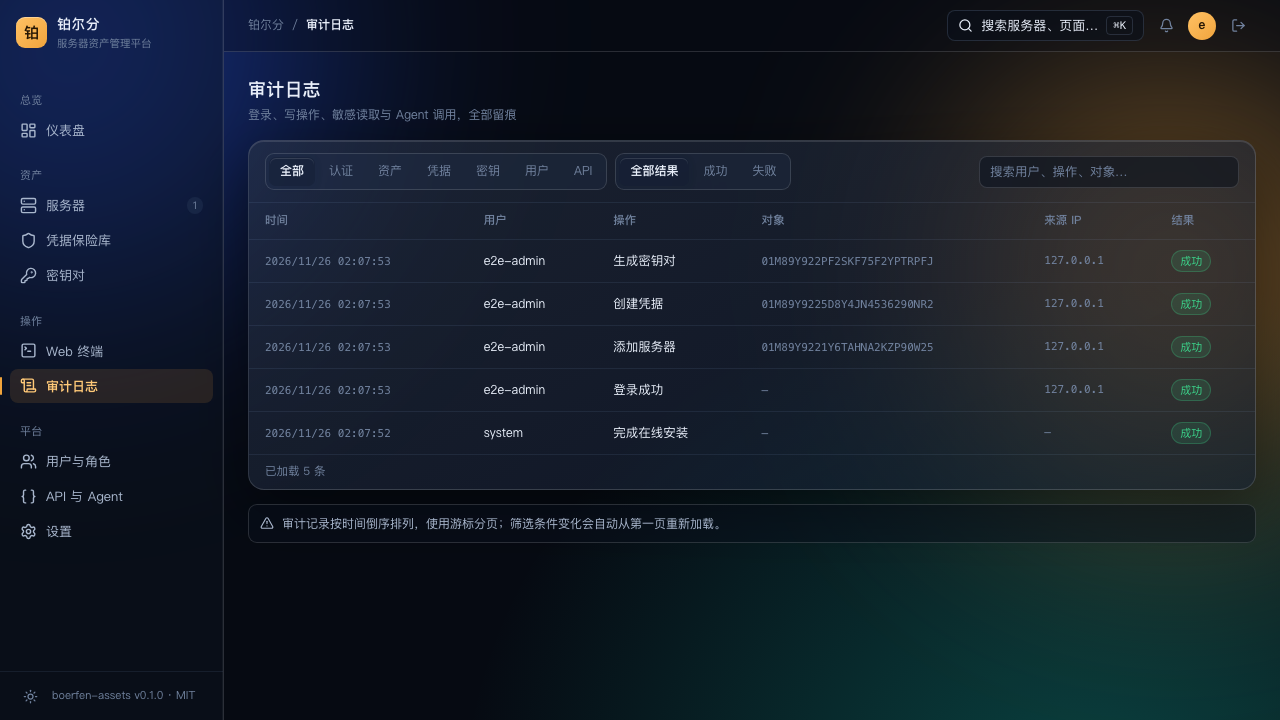 铂
铂尔分
服务器资产管理平台
总览
仪表盘
资产
服务器 1
凭据保险库
密钥对
操作
Web 终端
审计日志
平台
用户与角色
API 与 Agent
设置
boerfen-assets v0.1.0 · MIT
铂尔分 / 审计日志
搜索服务器、页面… ⌘K
e
审计日志
登录、写操作、敏感读取与 Agent 调用，全部留痕
全部 认证 资产 凭据 密钥 用户 API 全部结果 成功 失败 搜索用户、操作、对象…
时间 用户 操作 对象 来源 IP 结果
2026/11/26 02:07:53 e2e-admin 生成密钥对 01M89Y922PF2SKF75F2YPTRPFJ 127.0.0.1 成功
2026/11/26 02:07:53 e2e-admin 创建凭据 01M89Y9225D8Y4JN4536290NR2 127.0.0.1 成功
2026/11/26 02:07:53 e2e-admin 添加服务器 01M89Y9221Y6TAHNA2KZP90W25 127.0.0.1 成功
2026/11/26 02:07:53 e2e-admin 登录成功 — 127.0.0.1 成功
2026/11/26 02:07:52 system 完成在线安装 — — 成功
已加载 5 条
审计记录按时间倒序排列，使用游标分页；筛选条件变化会自动从第一页重新加载。